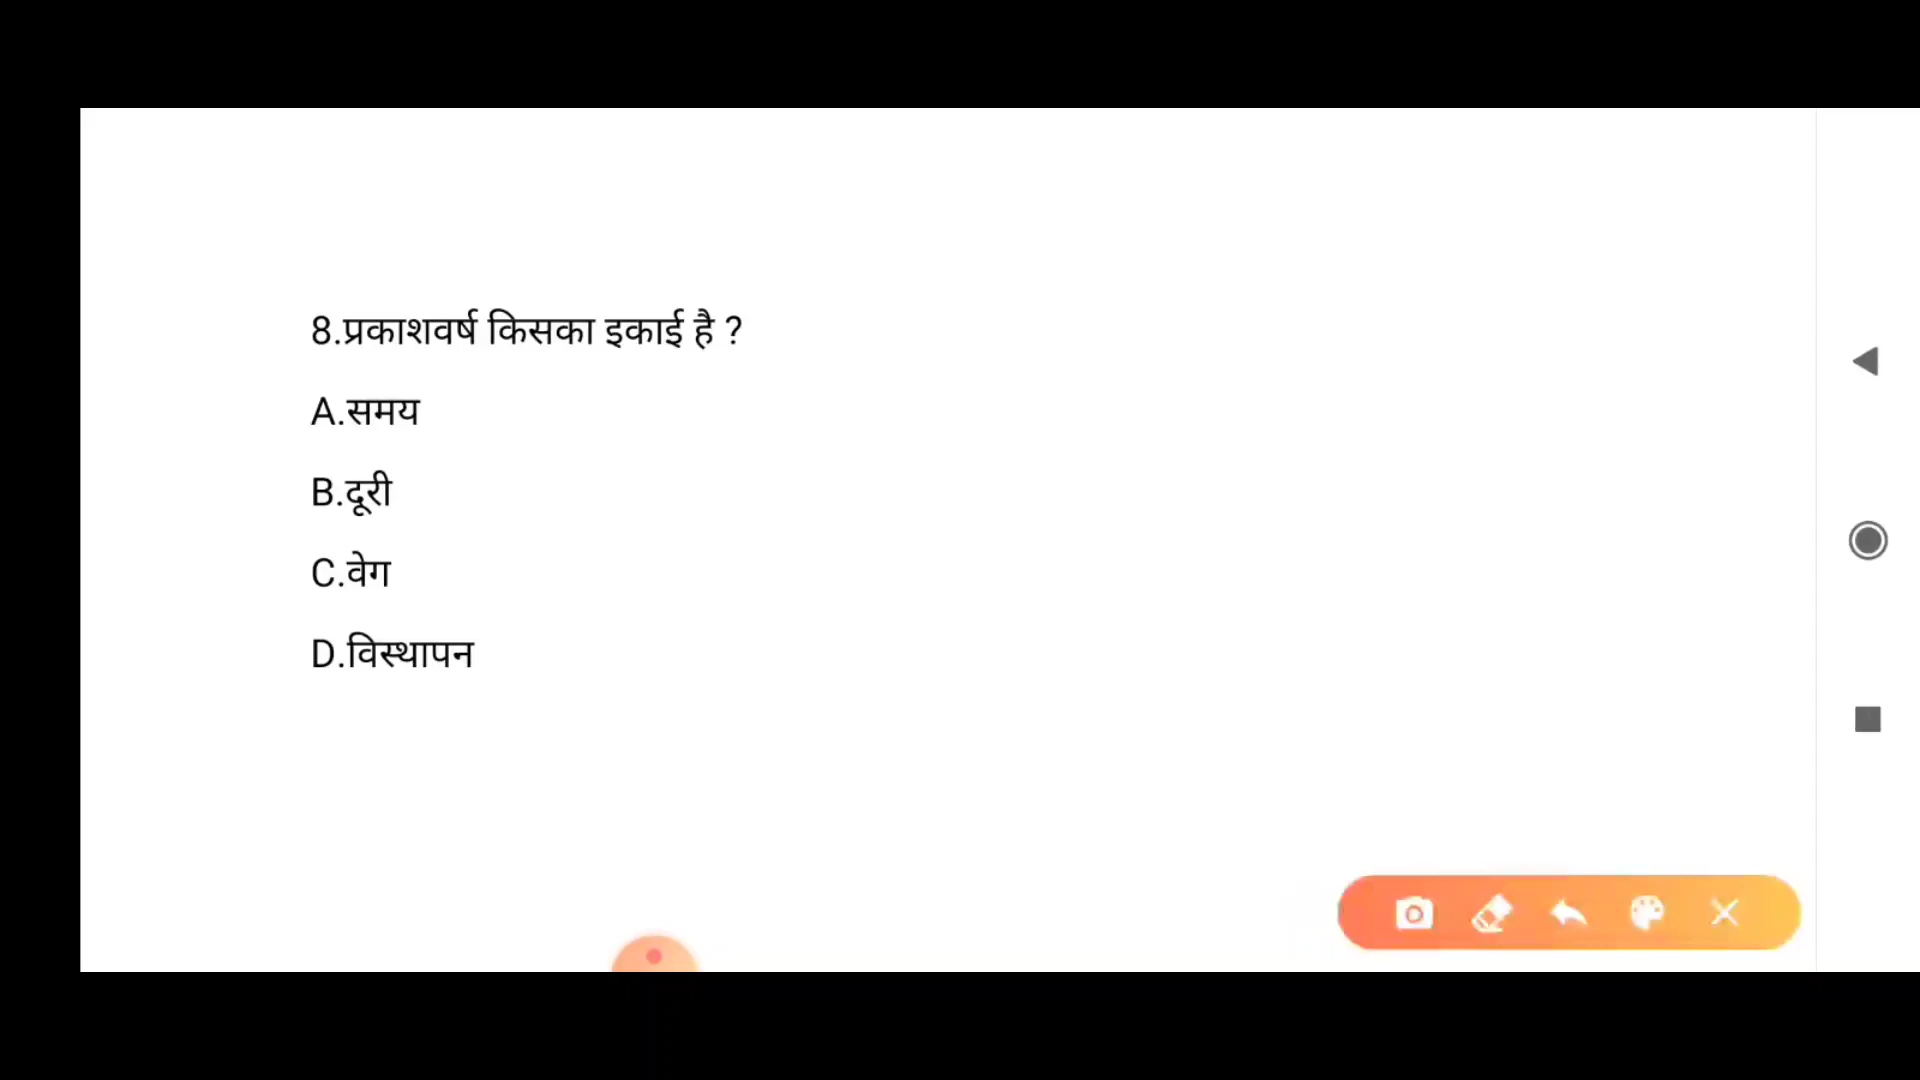 8.प्रकाशवर्ष किसका इकाई है ?
A.समय
B.दूरी
C.वेग
D.विस्थापन